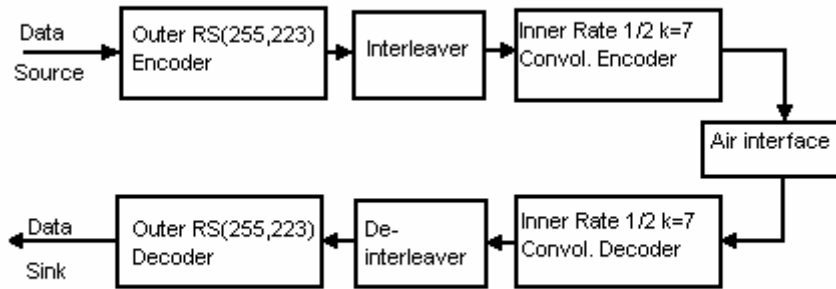 Data
Source
Outer RS(255,223)
Encoder
Interleaver
Inner Rate 1/2 k=7
Convol. Encoder
Air interface
Data
Sink
Outer RS(255,223)
Decoder
De-
interleaver
Inner Rate 1/2 k=7
Convol. Decoder